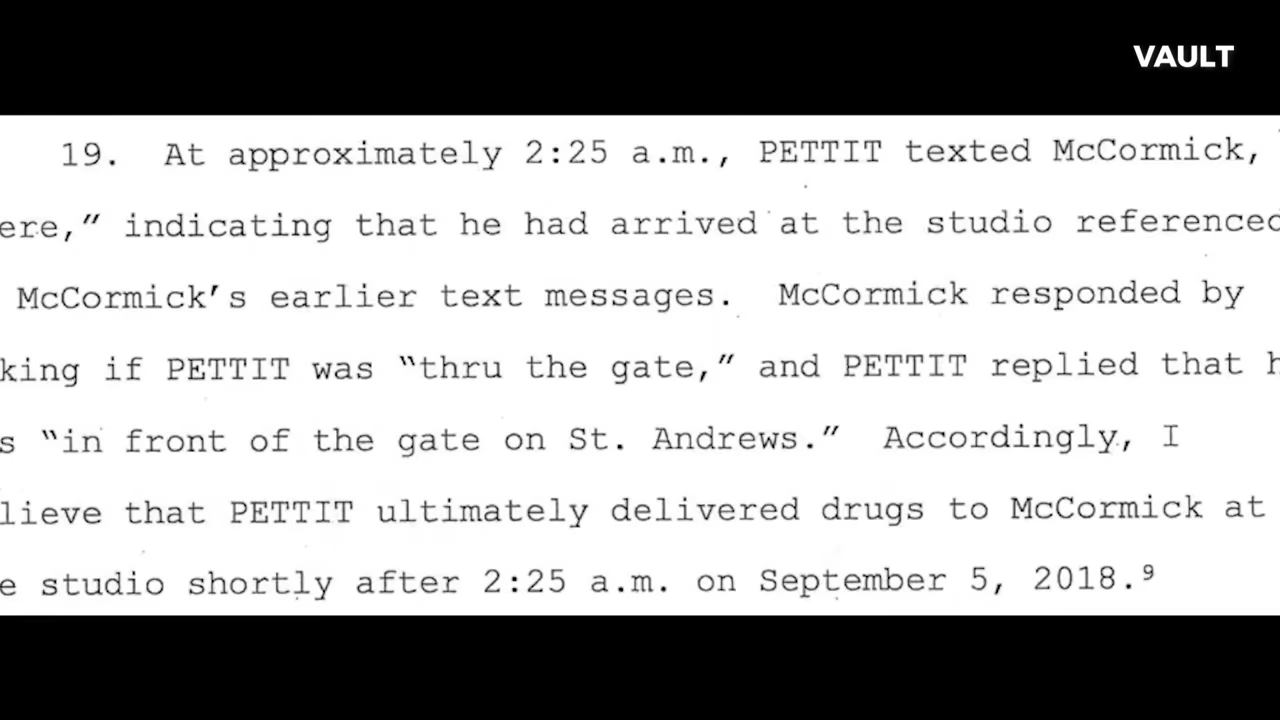 VAULT
19. At approximately 2:25 a.m., PETTIT texted McCormick,
ere,” indicating that he had arrived at the studio referenced
McCormick’s earlier text messages. McCormick responded by
king if PETTIT was “thru the gate,” and PETTIT replied that h
s “in front of the gate on St. Andrews.” Accordingly, I
lieve that PETTIT ultimately delivered drugs to McCormick at
e studio shortly after 2:25 a.m. on September 5, 2018.⁹